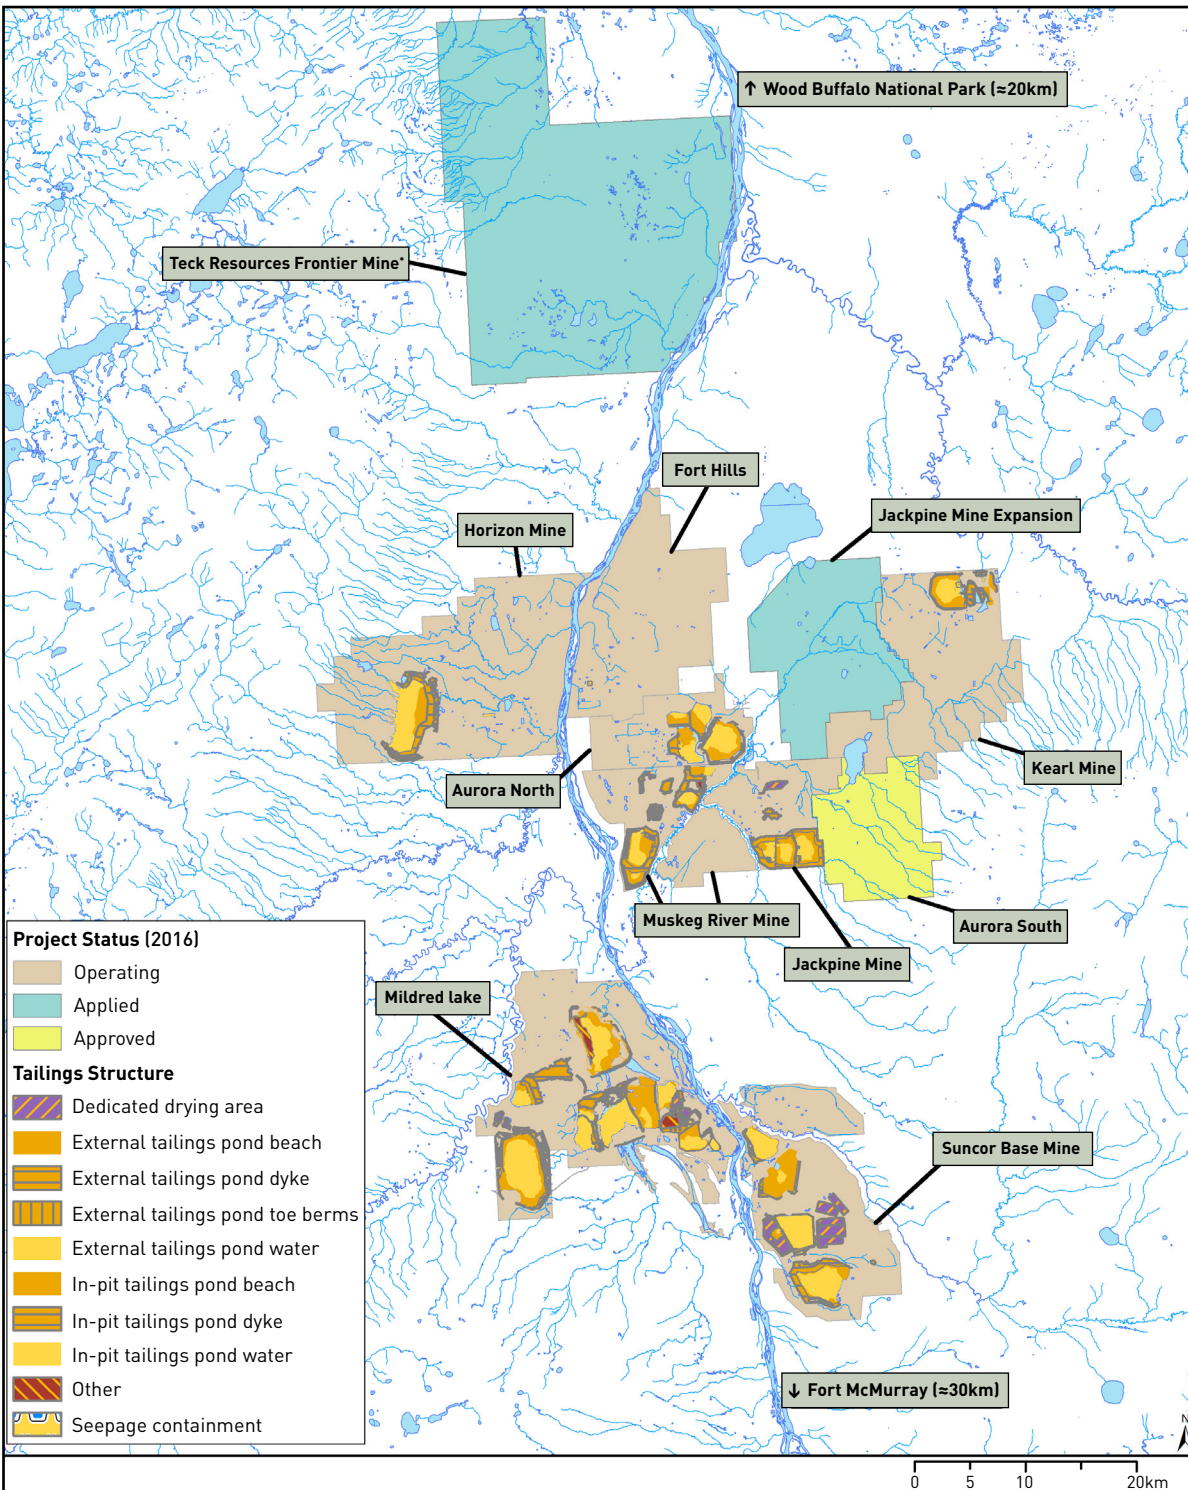 ↑ Wood Buffalo National Park (≈20km)
Teck Resources Frontier Mine*
Fort Hills
Jackpine Mine Expansion
Horizon Mine
Kearl Mine
Aurora North
Muskeg River Mine
Aurora South
Jackpine Mine
Mildred lake
Suncor Base Mine
↓ Fort McMurray (≈30km)
Project Status (2016)
Operating
Applied
Approved
Tailings Structure
Dedicated drying area
External tailings pond beach
External tailings pond dyke
External tailings pond toe berms
External tailings pond water
In-pit tailings pond beach
In-pit tailings pond dyke
In-pit tailings pond water
Other
Seepage containment
N
0 5 10 20km